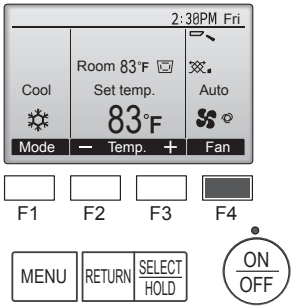 2:30PM Fri
Room 83°F
Cool Set temp. Auto
83°F
Mode − Temp. + Fan
F1 F2 F3 F4
MENU RETURN SELECT/HOLD ON/OFF